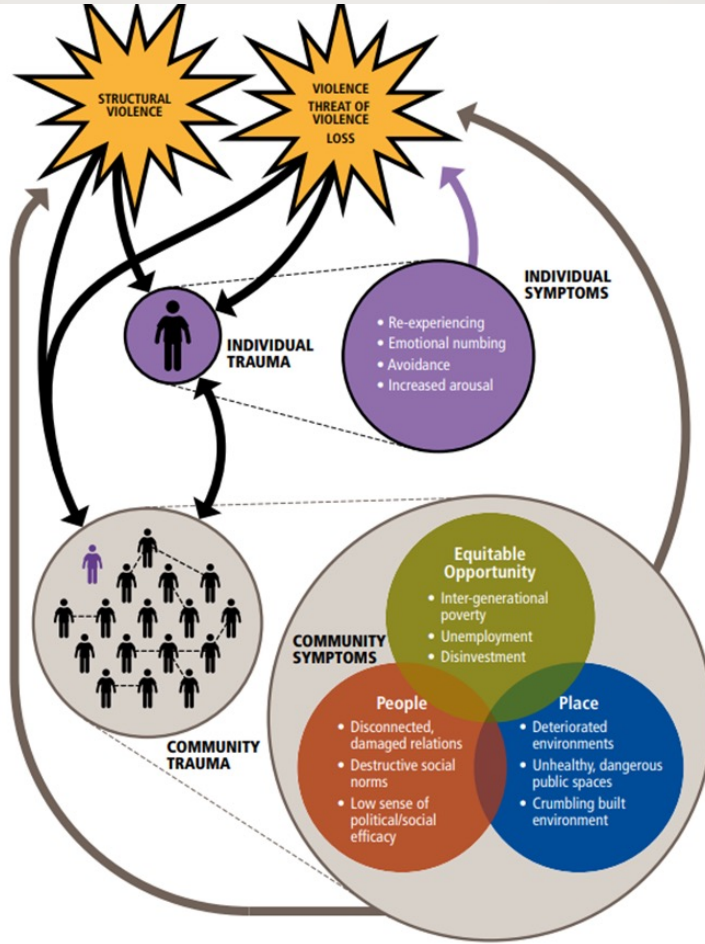 STRUCTURAL
VIOLENCE
VIOLENCE
THREAT OF
VIOLENCE
LOSS
INDIVIDUAL
SYMPTOMS
• Re-experiencing
• Emotional numbing
• Avoidance
• Increased arousal
INDIVIDUAL
TRAUMA
Equitable
Opportunity
• Inter-generational
poverty
• Unemployment
• Disinvestment
COMMUNITY
SYMPTOMS
People
• Disconnected,
damaged relations
• Destructive social
norms
• Low sense of
political/social
efficacy
Place
• Deteriorated
environments
• Unhealthy, dangerous
public spaces
• Crumbling built
environment
COMMUNITY
TRAUMA